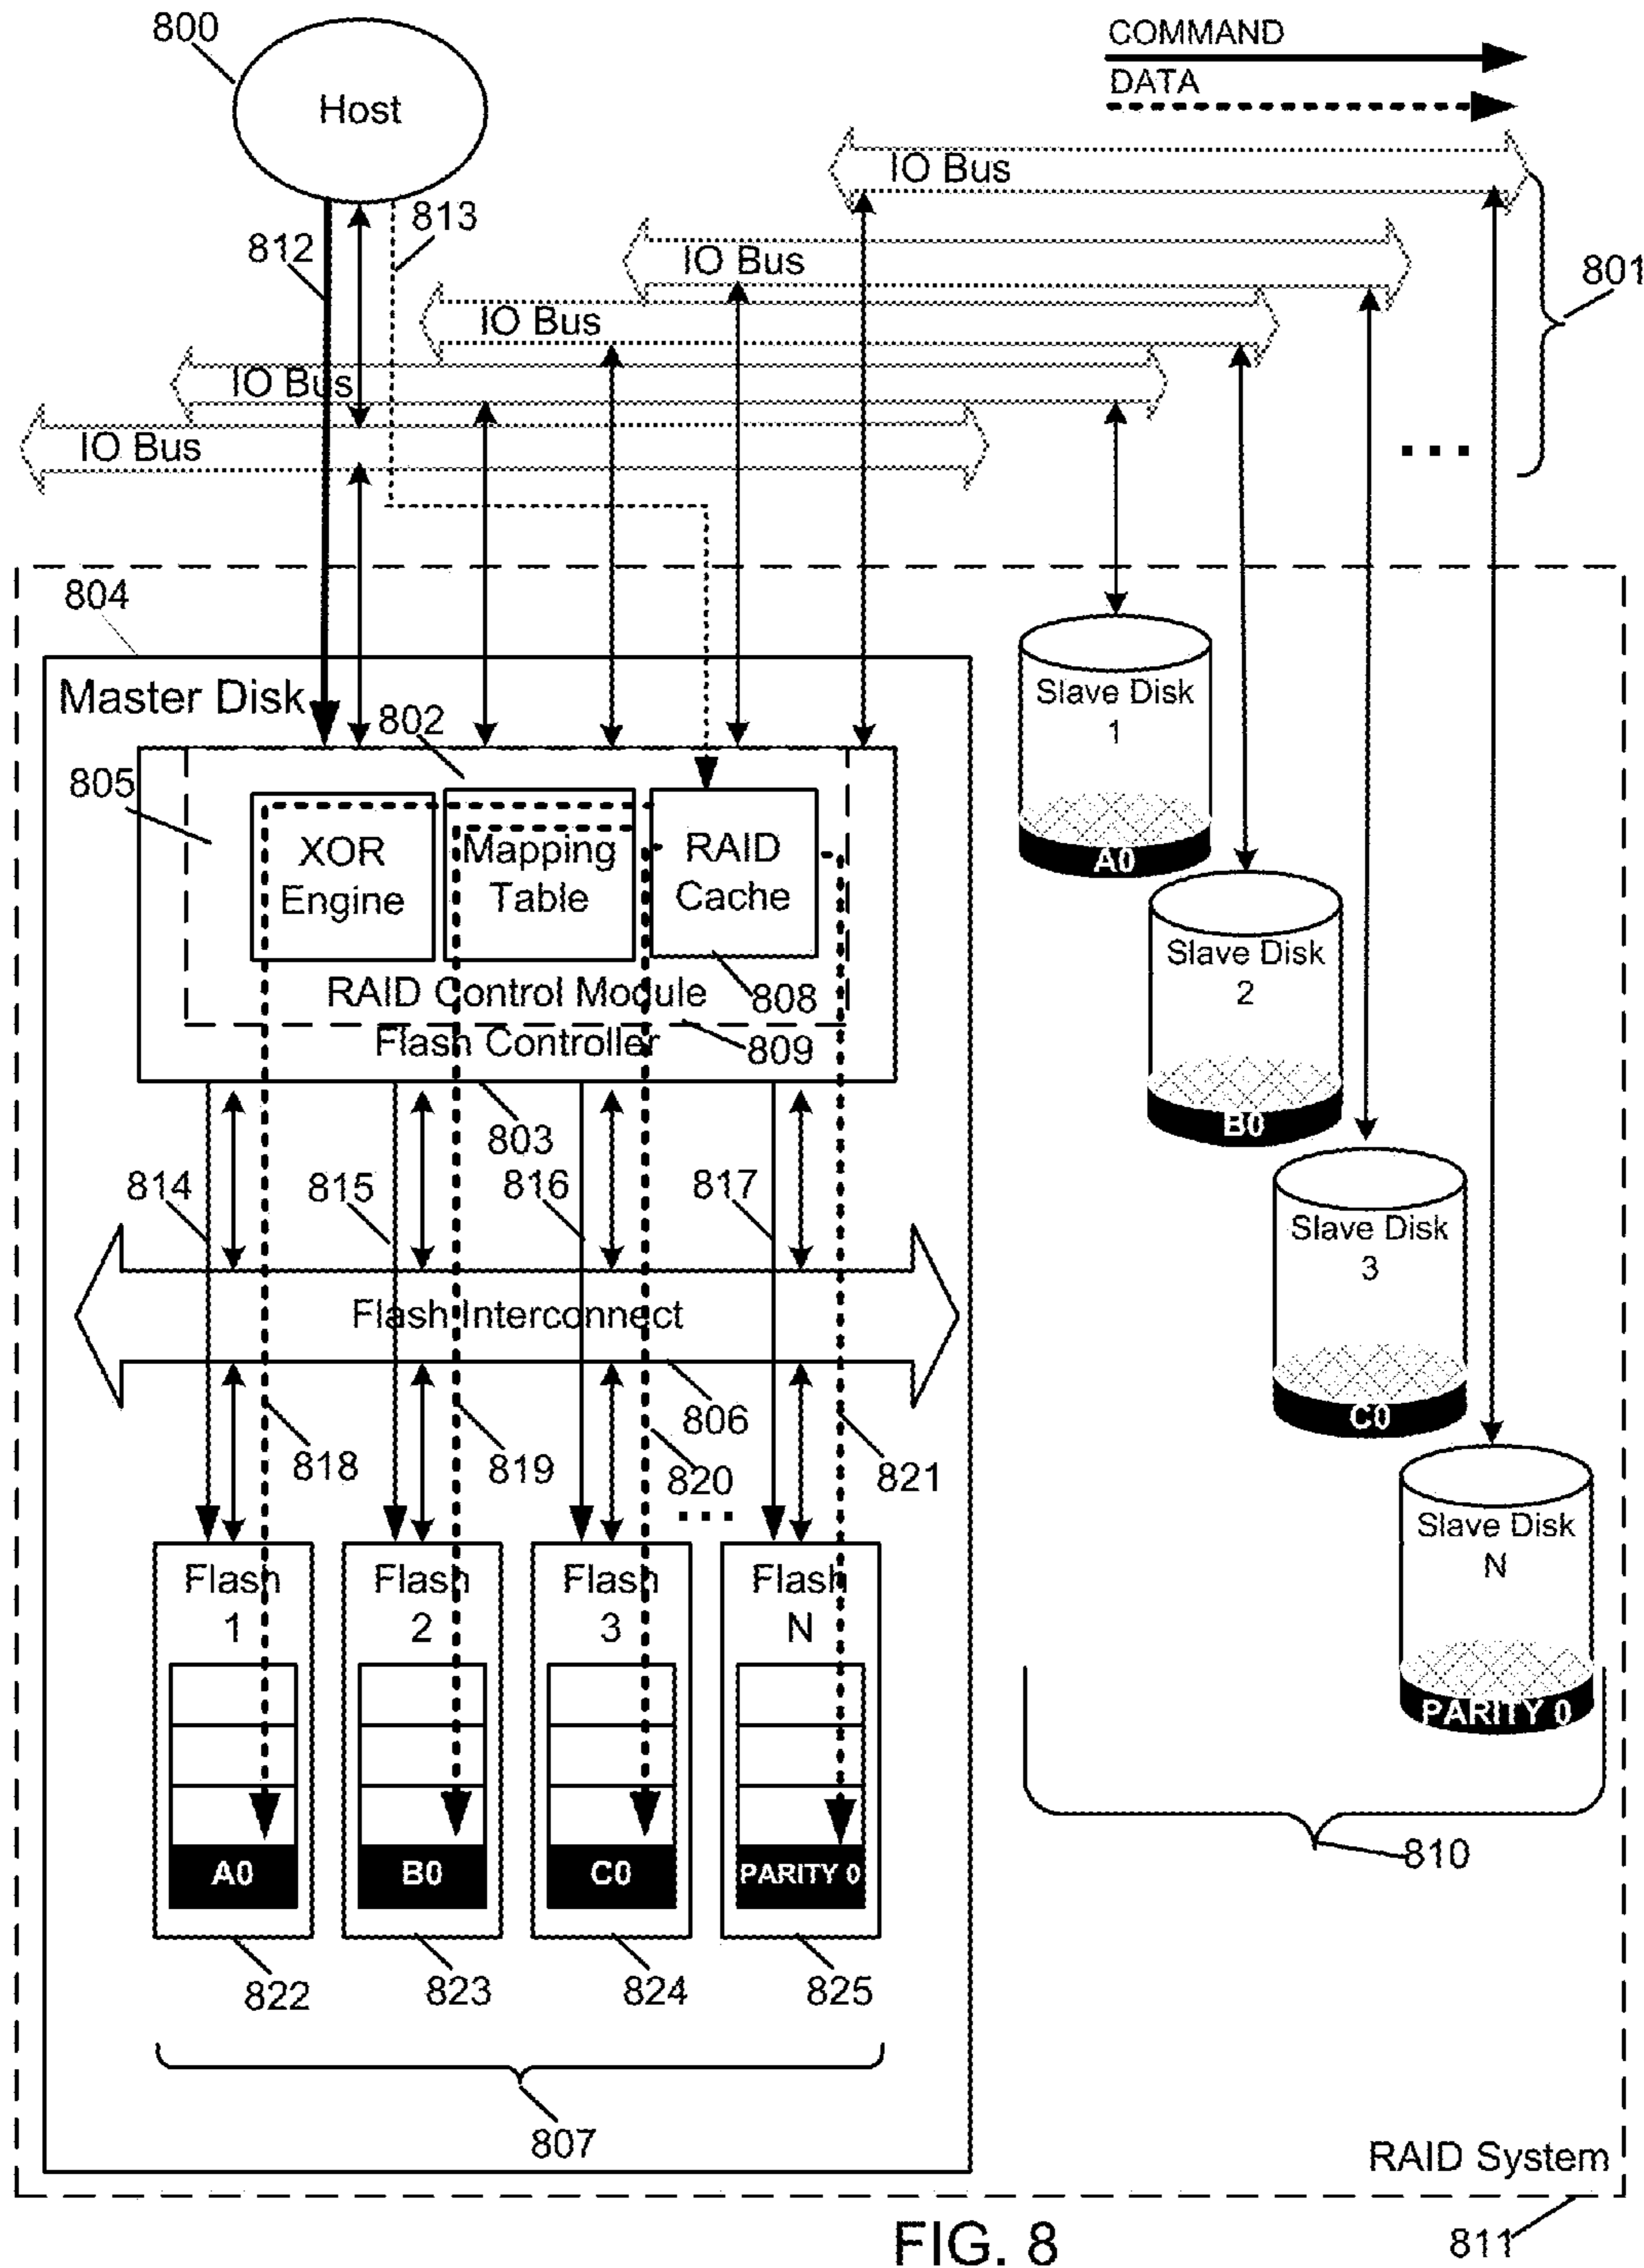 800
Host
COMMAND
DATA
IO Bus
813
812
IO Bus
801
IO Bus
IO Bus
IO Bus
...
804
Master Disk
802
805
XOR
Engine
Mapping
Table
RAID
Cache
RAID Control Module
808
Flash Controller
809
803
814
815
816
817
Flash Interconnect
806
818
819
820
821
...
Flash
1
Flash
2
Flash
3
Flash
N
A0
B0
C0
PARITY 0
822
823
824
825
807
Slave Disk
1
A0
Slave Disk
2
B0
Slave Disk
3
C0
Slave Disk
N
PARITY 0
810
RAID System
811
FIG. 8